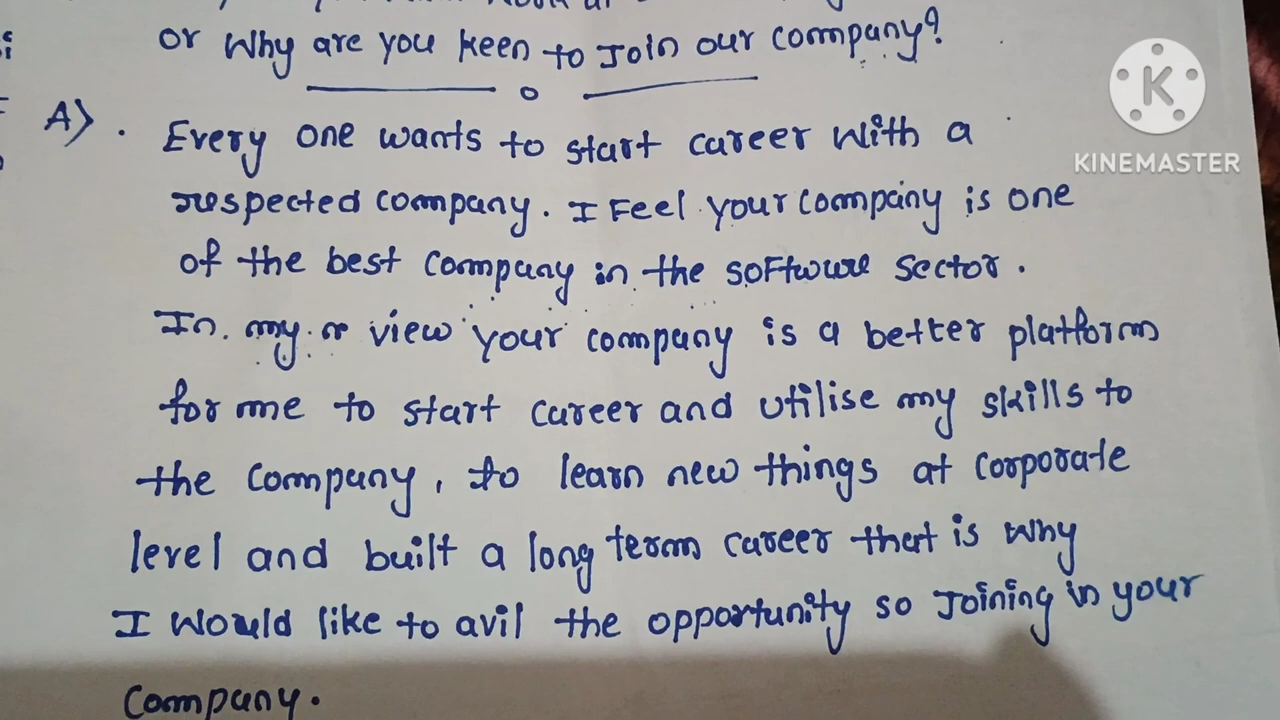 or Why are you keen to Join our company?
A)
Every one wants to start career with a
respected company. I Feel your company is one
of the best company in the software sector.
In my view your company is a better platform
for me to start career and utilise my skills to
the company, to learn new things at corporate
level and built a long term career that is why
I would like to avil the opportunity so Joining in your
company.
K
KINEMASTER